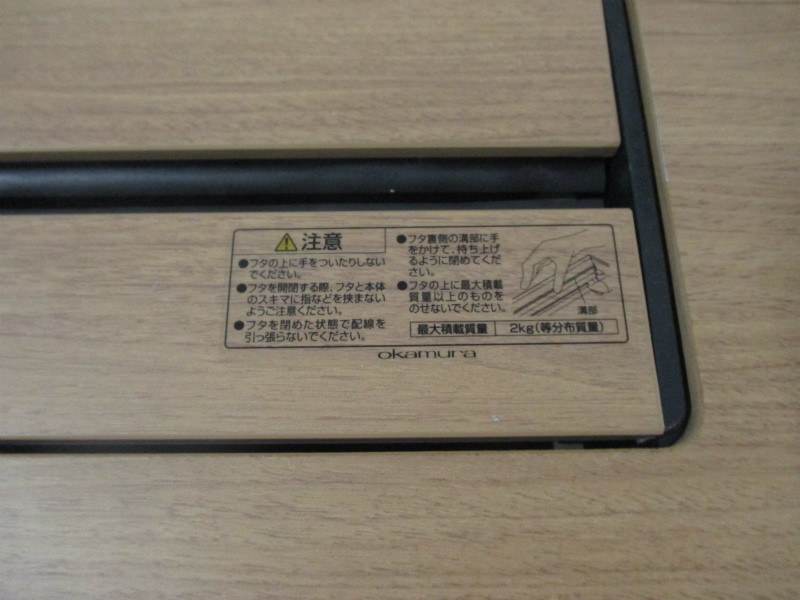 注意
●フタの上に手をついたりしない
でください。
●フタを開閉する際、フタと本体
のスキマに指などを挟まない
ようご注意ください。
●フタを閉めた状態で配線を
引っ張らないでください。
●フタ裏側の溝部に手
をかけて、持ち上げ
るように閉めてくだ
さい。
●フタの上に最大積載
質量以上のものを
のせないでください。
溝部
最大積載質量 2kg(等分布質量)
okamura